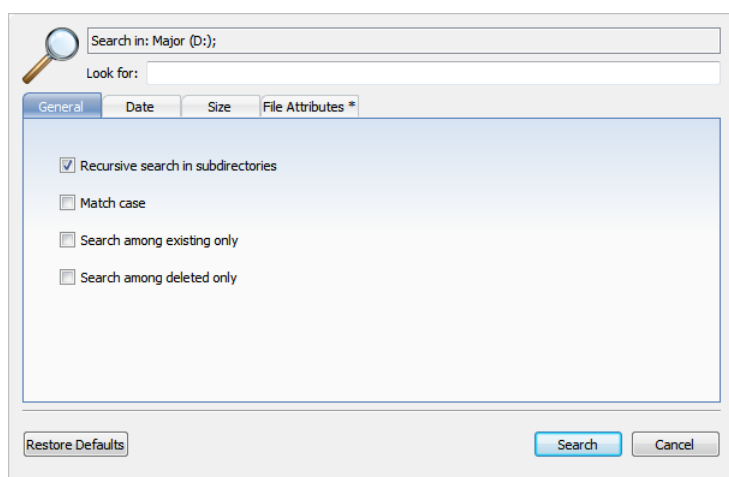 Search in: Major (D:);
Look for:
General Date Size File Attributes *
Recursive search in subdirectories
Match case
Search among existing only
Search among deleted only
Restore Defaults Search Cancel